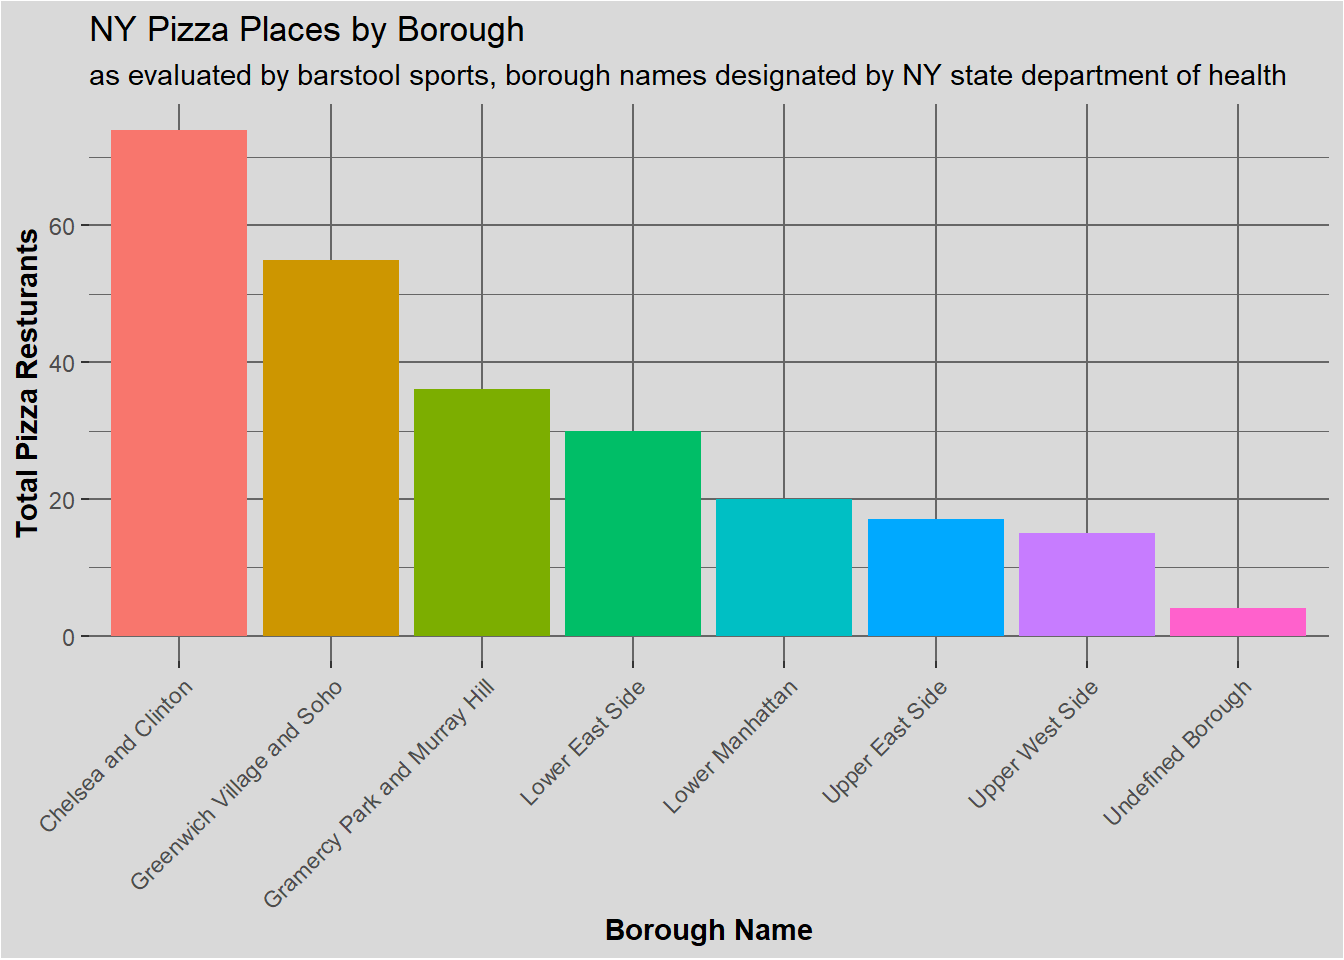 NY Pizza Places by Borough
as evaluated by barstool sports, borough names designated by NY state department of health
Total Pizza Resturants
60
40
20
0
Chelsea and Clinton
Greenwich Village and Soho
Gramercy Park and Murray Hill
Lower East Side
Lower Manhattan
Upper East Side
Upper West Side
Undefined Borough
Borough Name